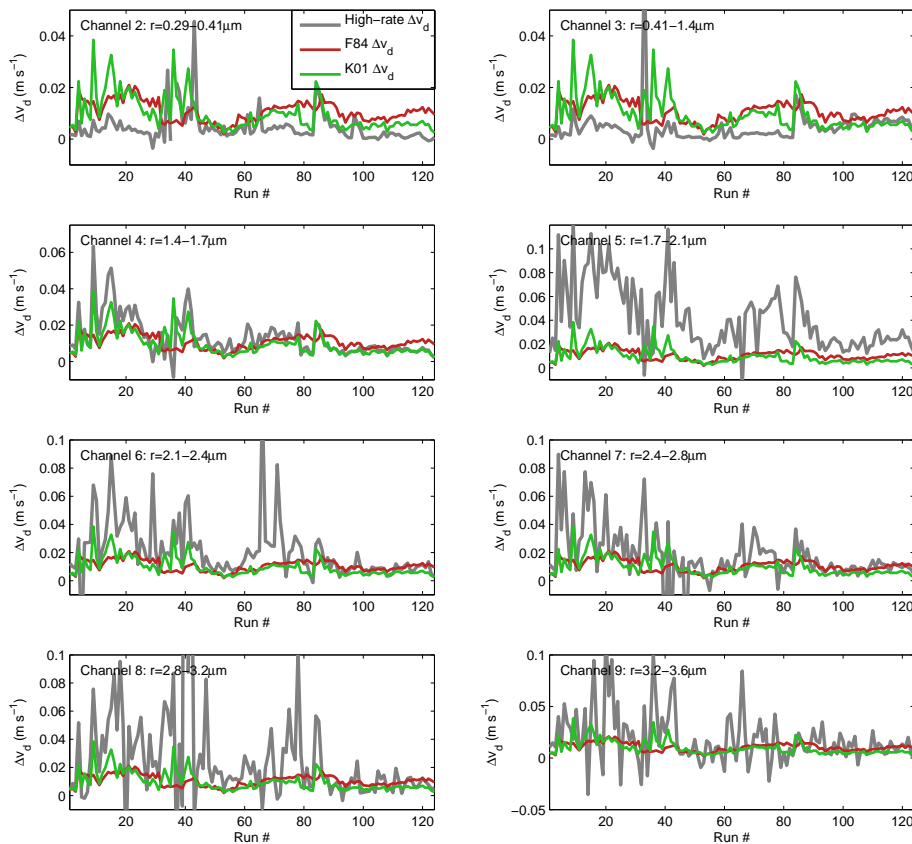 Channel 2: r=0.29−0.41μm
High−rate Δv_d
F84 Δv_d
K01 Δv_d
0.04
0.02
0
Δv_d (m s⁻¹)
20 40 60 80 100 120
Run #
Channel 3: r=0.41−1.4μm
0.04
0.02
0
Δv_d (m s⁻¹)
20 40 60 80 100 120
Run #
Channel 4: r=1.4−1.7μm
0.06
0.04
0.02
0
Δv_d (m s⁻¹)
20 40 60 80 100 120
Run #
Channel 5: r=1.7−2.1μm
0.1
0.08
0.06
0.04
0.02
0
Δv_d (m s⁻¹)
20 40 60 80 100 120
Run #
Channel 6: r=2.1−2.4μm
0.1
0.08
0.06
0.04
0.02
0
Δv_d (m s⁻¹)
20 40 60 80 100 120
Run #
Channel 7: r=2.4−2.8μm
0.1
0.08
0.06
0.04
0.02
0
Δv_d (m s⁻¹)
20 40 60 80 100 120
Run #
Channel 8: r=2.8−3.2μm
0.1
0.08
0.06
0.04
0.02
0
Δv_d (m s⁻¹)
20 40 60 80 100 120
Run #
Channel 9: r=3.2−3.6μm
0.1
0.05
0
−0.05
Δv_d (m s⁻¹)
20 40 60 80 100 120
Run #